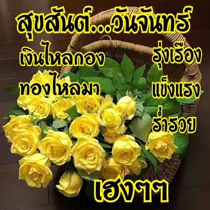 สุขสันต์...วันจันทร์
เงินไหลกอง
รุ่งเรือง
ทองไหลมา
แข็งแรง
ร่ำรวย
เฮงๆๆ